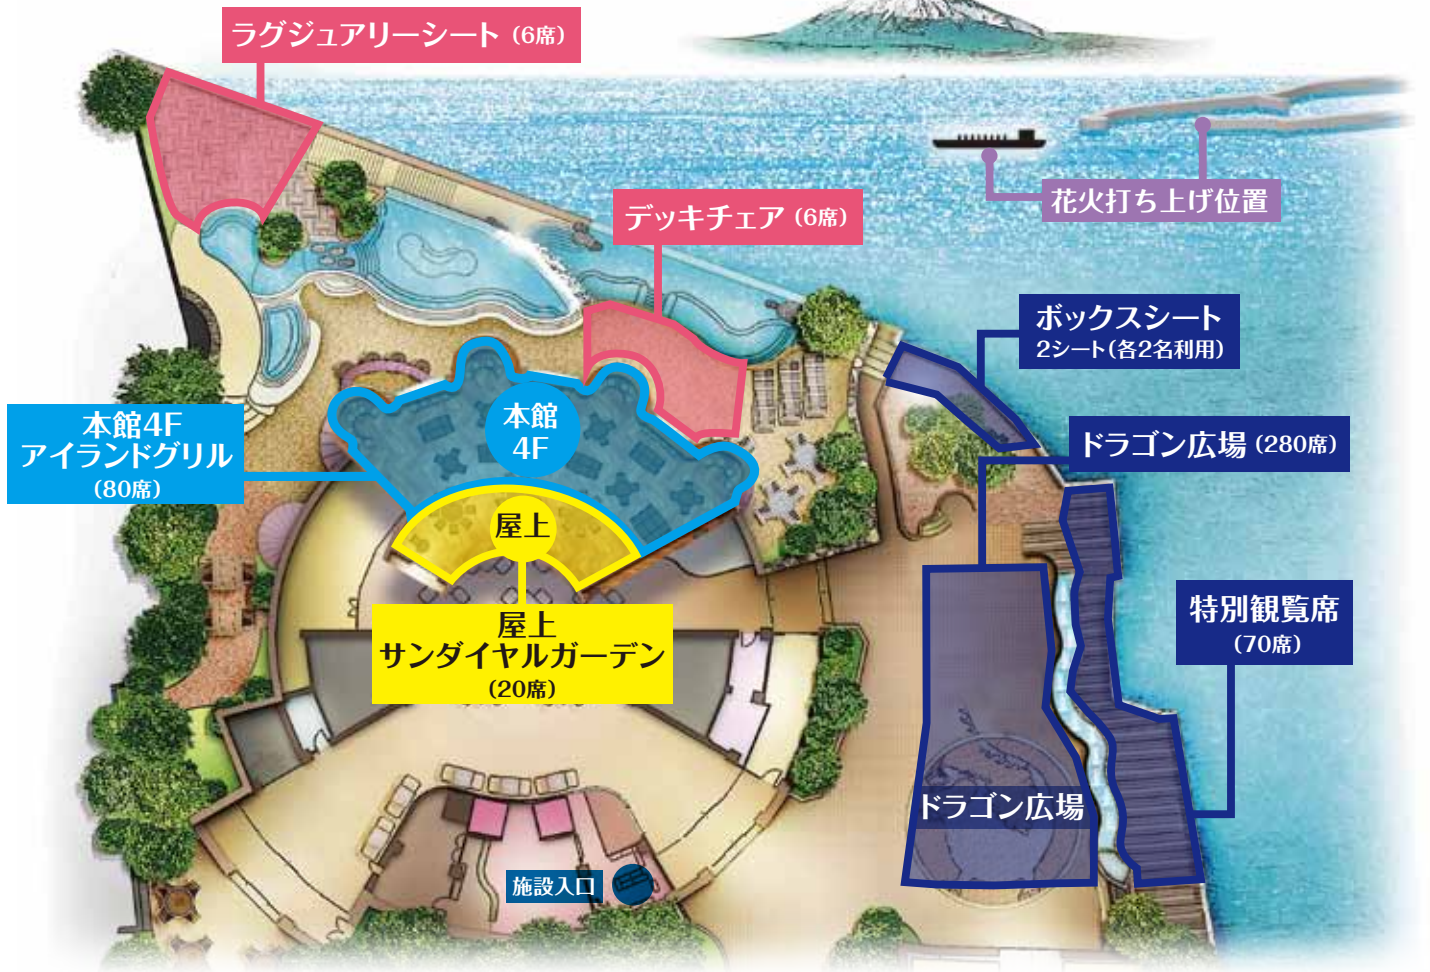 ラグジュアリーシート（6席）
花火打ち上げ位置
デッキチェア（6席）
ボックスシート
2シート（各2名利用）
本館4F
アイランドグリル
（80席）
本館
4F
ドラゴン広場（280席）
屋上
特別観覧席
（70席）
屋上
サンダイヤルガーデン
（20席）
ドラゴン広場
施設入口